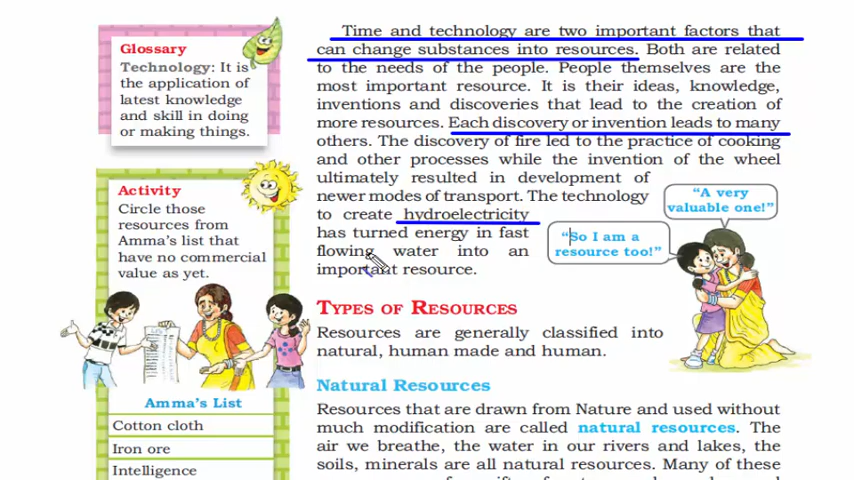 Glossary
Technology: It is
the application of
latest knowledge
and skill in doing
or making things.
Activity
Circle those
resources from
Amma's list that
have no commercial
value as yet.
Amma's List
Cotton cloth
Iron ore
Intelligence
Time and technology are two important factors that
can change substances into resources. Both are related
to the needs of the people. People themselves are the
most important resource. It is their ideas, knowledge,
inventions and discoveries that lead to the creation of
more resources. Each discovery or invention leads to many
others. The discovery of fire led to the practice of cooking
and other processes while the invention of the wheel
ultimately resulted in development of
newer modes of transport. The technology
to create hydroelectricity
has turned energy in fast
flowing water into an
important resource.
"A very
valuable one!"
"So I am a
resource too!"
TYPES OF RESOURCES
Resources are generally classified into
natural, human made and human.
Natural Resources
Resources that are drawn from Nature and used without
much modification are called natural resources. The
air we breathe, the water in our rivers and lakes, the
soils, minerals are all natural resources. Many of these